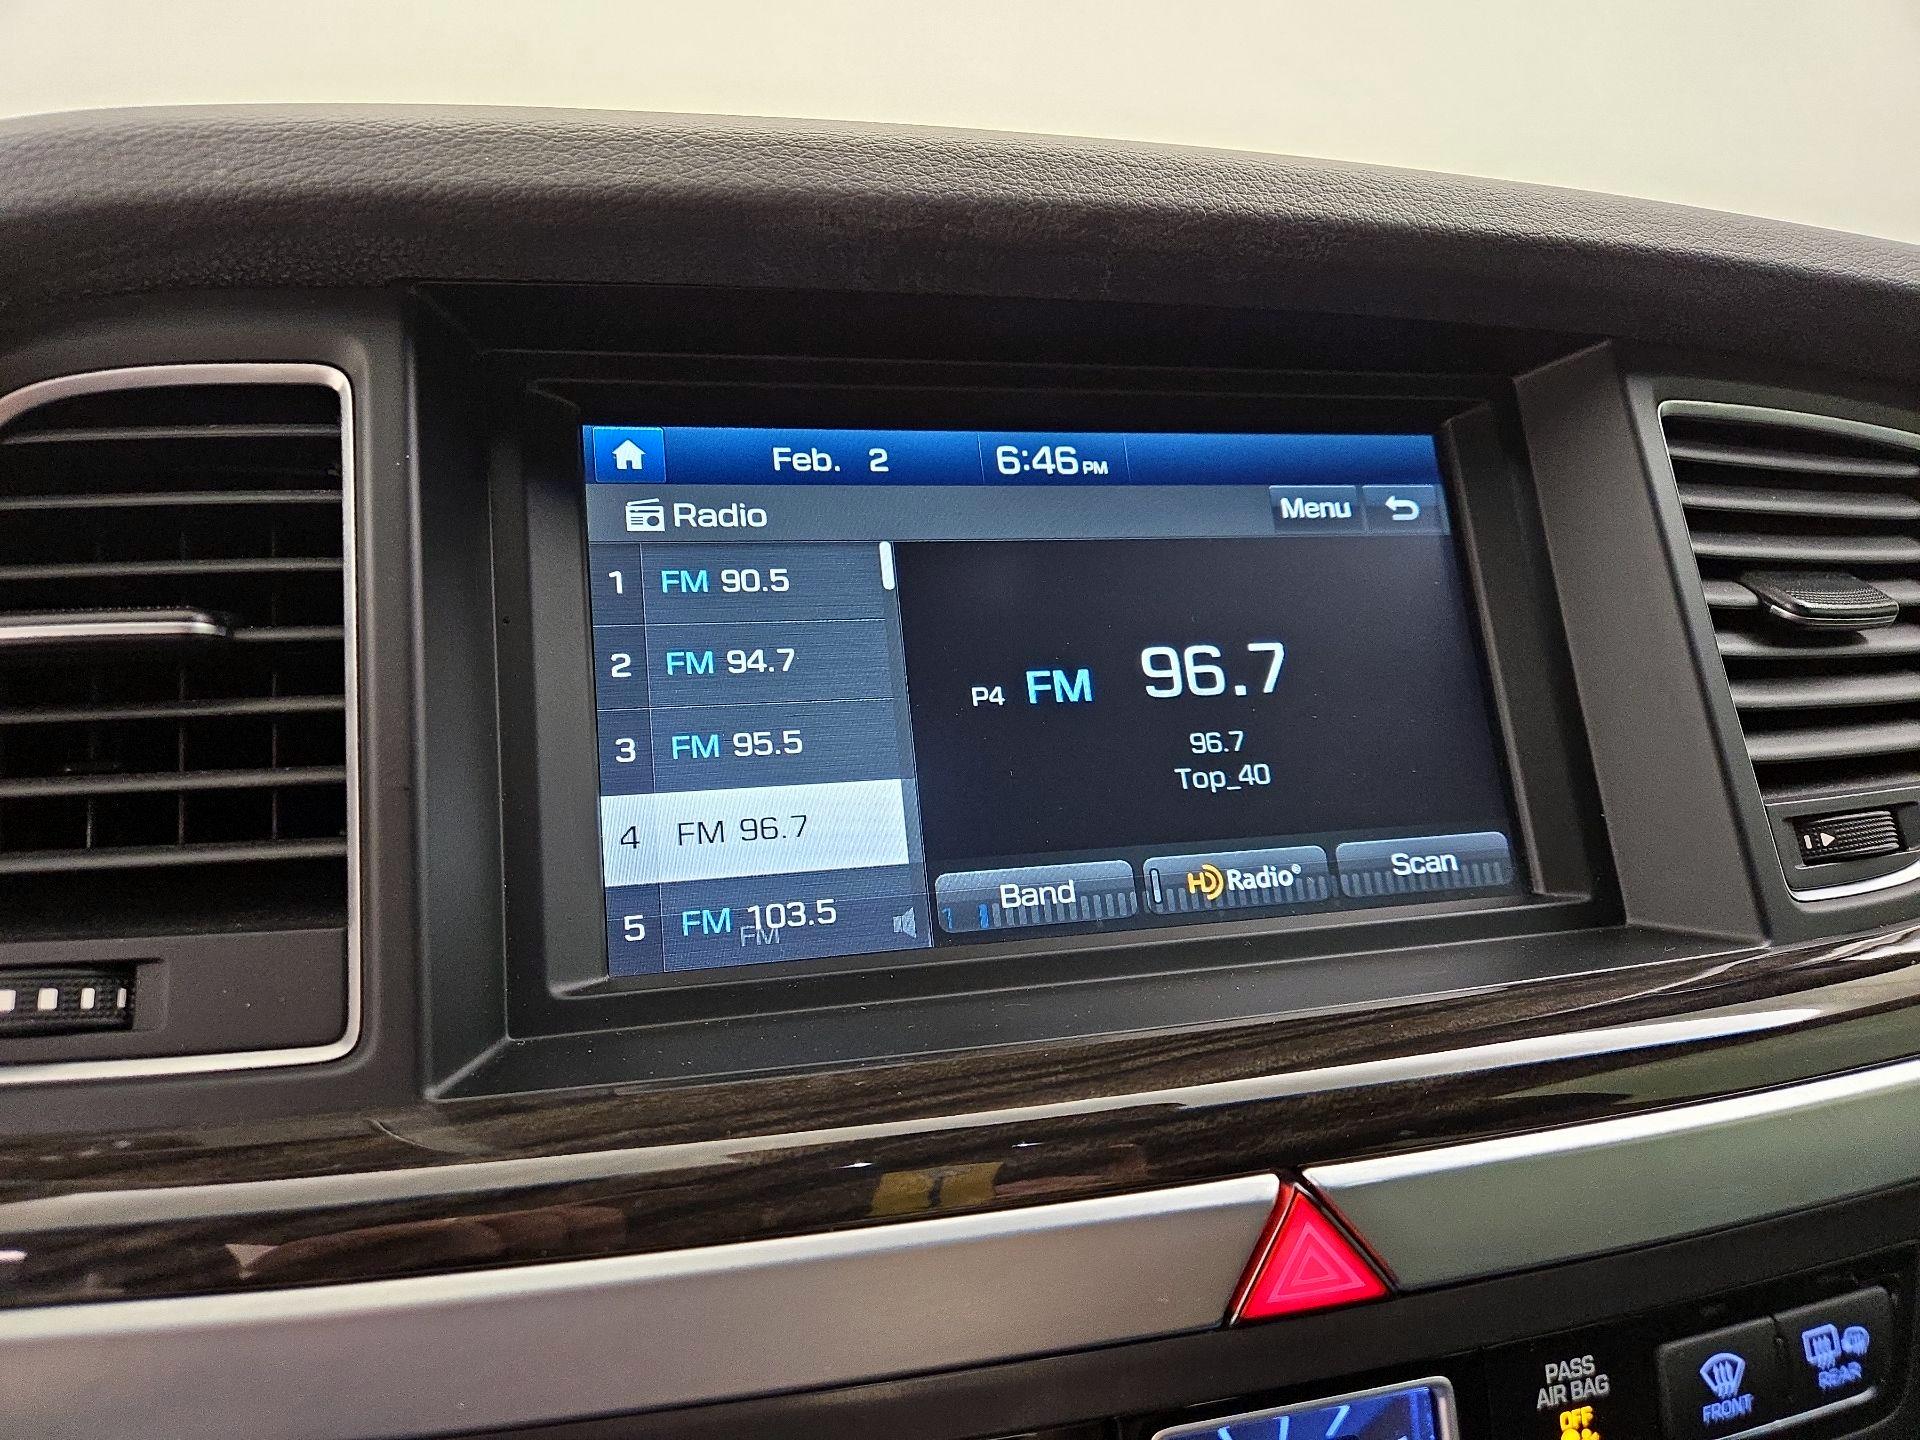 Feb. 2 6:46 PM
Radio Menu
1 FM 90.5
2 FM 94.7
3 FM 95.5
4 FM 96.7
5 FM 103.5
FM
P4 FM 96.7
96.7
Top_40
Band HD Radio® Scan
PASS
AIR BAG
OFF
FRONT
REAR